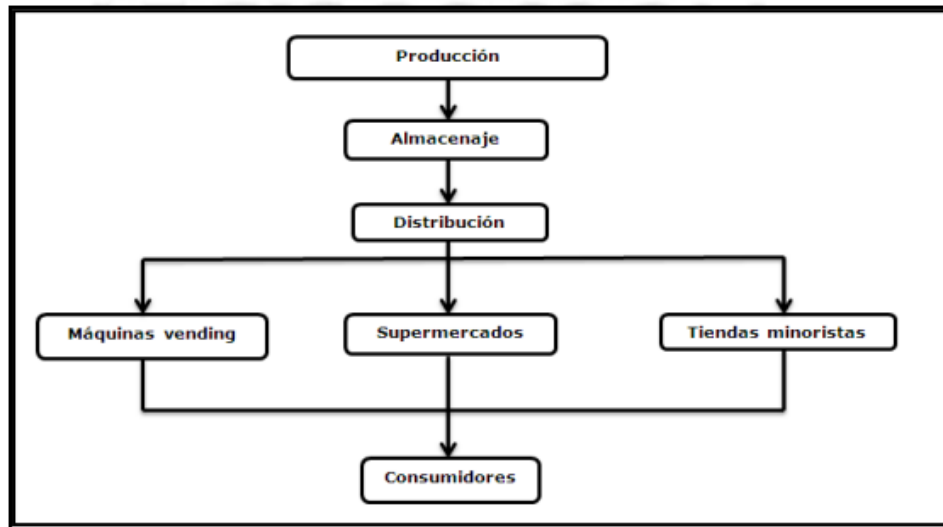 Producción
Almacenaje
Distribución
Máquinas vending
Supermercados
Tiendas minoristas
Consumidores